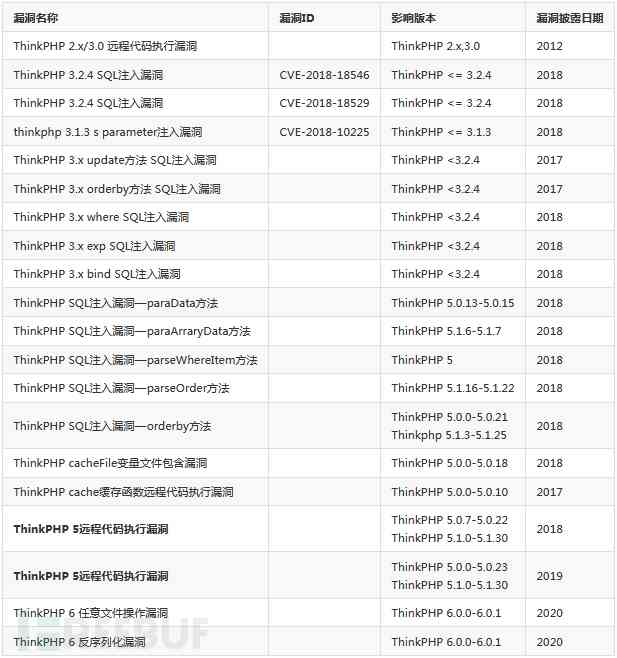 漏洞名称 漏洞ID 影响版本 漏洞披露日期
ThinkPHP 2.x/3.0 远程代码执行漏洞 ThinkPHP 2.x,3.0 2012
ThinkPHP 3.2.4 SQL注入漏洞 CVE-2018-18546 ThinkPHP <= 3.2.4 2018
ThinkPHP 3.2.4 SQL注入漏洞 CVE-2018-18529 ThinkPHP <= 3.2.4 2018
thinkphp 3.1.3 s parameter注入漏洞 CVE-2018-10225 ThinkPHP <= 3.1.3 2018
ThinkPHP 3.x update方法 SQL注入漏洞 ThinkPHP <3.2.4 2017
ThinkPHP 3.x orderby方法 SQL注入漏洞 ThinkPHP <3.2.4 2017
ThinkPHP 3.x where SQL注入漏洞 ThinkPHP <3.2.4 2018
ThinkPHP 3.x exp SQL注入漏洞 ThinkPHP <3.2.4 2018
ThinkPHP 3.x bind SQL注入漏洞 ThinkPHP <3.2.4 2018
ThinkPHP SQL注入漏洞—paraData方法 ThinkPHP 5.0.13-5.0.15 2018
ThinkPHP SQL注入漏洞—paraArraryData方法 ThinkPHP 5.1.6-5.1.7 2018
ThinkPHP SQL注入漏洞—parseWhereItem方法 ThinkPHP 5 2018
ThinkPHP SQL注入漏洞—parseOrder方法 ThinkPHP 5.1.16-5.1.22 2018
ThinkPHP SQL注入漏洞—orderby方法 ThinkPHP 5.0.0-5.0.21 2018
Thinkphp 5.1.3-5.1.25
ThinkPHP cacheFile变量文件包含漏洞 ThinkPHP 5.0.0-5.0.18 2018
ThinkPHP cache缓存函数远程代码执行漏洞 ThinkPHP 5.0.0-5.0.10 2017
ThinkPHP 5远程代码执行漏洞 ThinkPHP 5.0.7-5.0.22 2018
ThinkPHP 5.1.0-5.1.30
ThinkPHP 5远程代码执行漏洞 ThinkPHP 5.0.0-5.0.23 2019
ThinkPHP 5.1.0-5.1.30
ThinkPHP 6 任意文件操作漏洞 ThinkPHP 6.0.0-6.0.1 2020
ThinkPHP 6 反序列化漏洞 ThinkPHP 6.0.0-6.0.1 2020